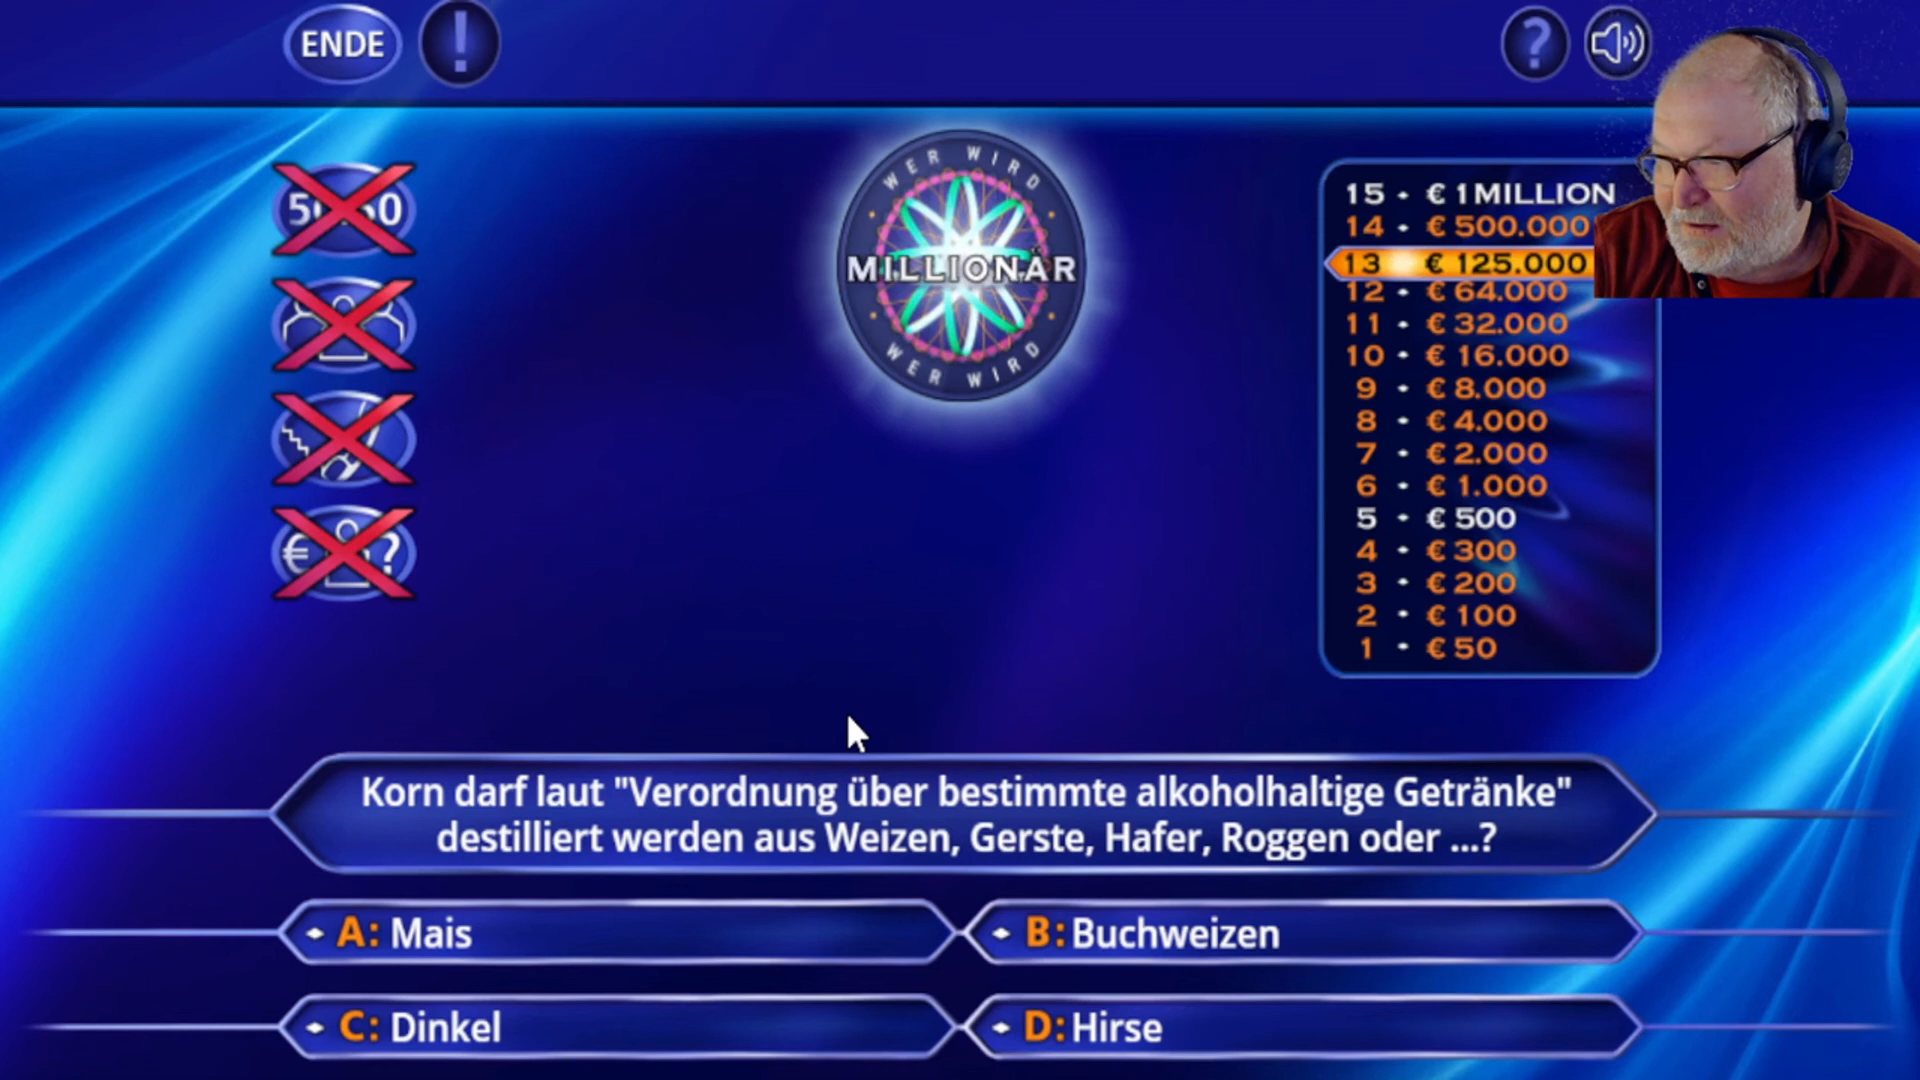 ENDE
!
?
WER WIRD
MILLIONÄR
WER WIRD
15 · € 1 MILLION
14 · € 500.000
13 € 125.000
12 · € 64.000
11 · € 32.000
10 · € 16.000
9 · € 8.000
8 · € 4.000
7 · € 2.000
6 · € 1.000
5 · € 500
4 · € 300
3 · € 200
2 · € 100
1 · € 50
€ ?
Korn darf laut "Verordnung über bestimmte alkoholhaltige Getränke"
destilliert werden aus Weizen, Gerste, Hafer, Roggen oder ...?
A: Mais
B: Buchweizen
C: Dinkel
D: Hirse